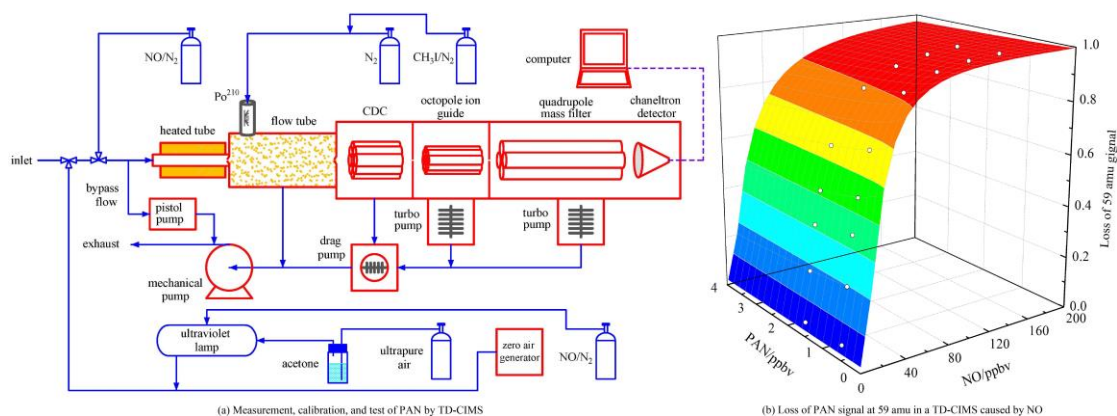 NO/N2
N2
CH3I/N2
computer
Po210
flow tube
CDC
octopole ion
guide
quadrupole
mass filter
chaneltron
detector
heated tube
inlet
bypass
flow
pistol
pump
exhaust
mechanical
pump
drag
pump
turbo
pump
turbo
pump
ultraviolet
lamp
acetone
ultrapure
air
zero air
generator
NO/N2
(a) Measurement, calibration, and test of PAN by TD-CIMS
1.0
0.8
0.6
0.4
0.2
0.0
Loss of 59 amu gignal
4
3
2
1
0
PAN/ppbv
0
40
80
120
160
200
NO/ppbv
(b) Loss of PAN signal at 59 amu in a TD-CIMS caused by NO